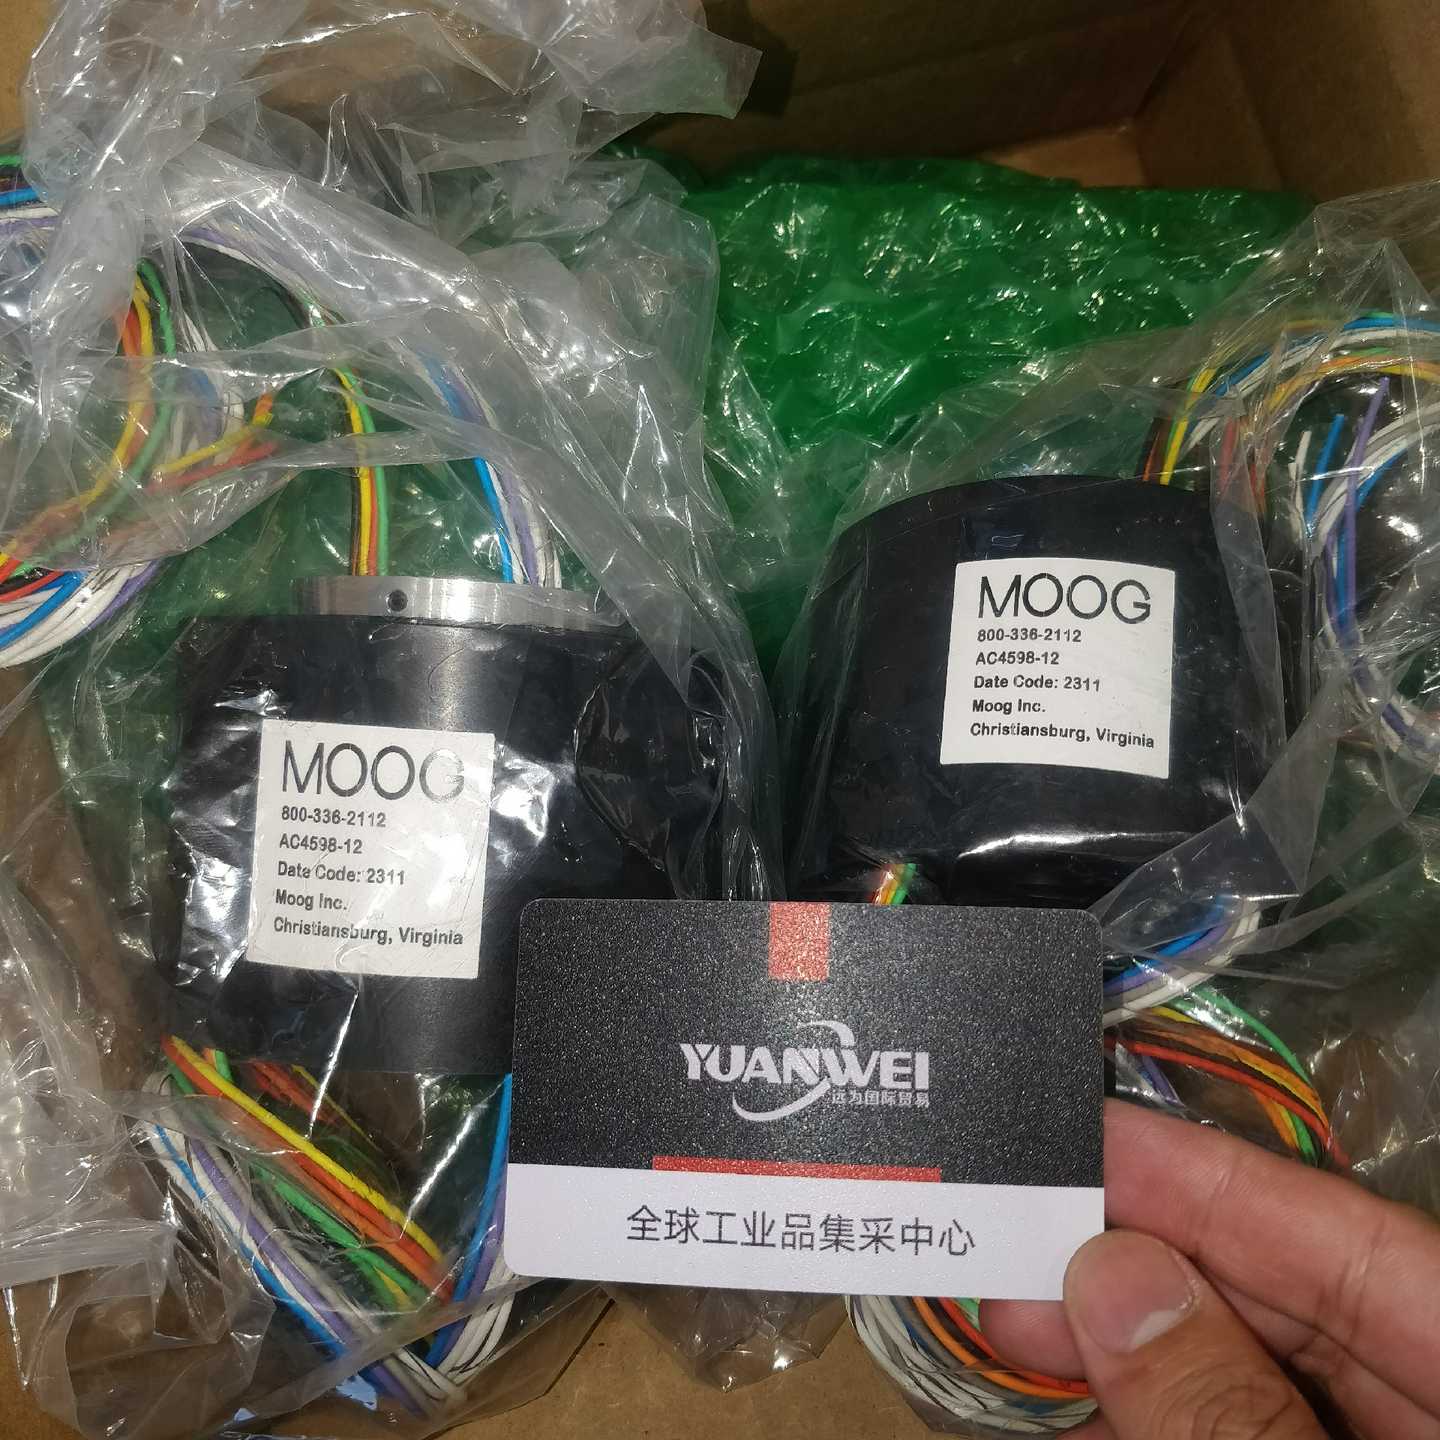 MOOG
800-336-2112
AC4598-12
Date Code: 2311
Moog Inc.
Christiansburg, Virginia
MOOG
800-336-2112
AC4598-12
Date Code: 2311
Moog Inc.
Christiansburg, Virginia
YUANWEI
远为国际贸易
全球工业品集采中心